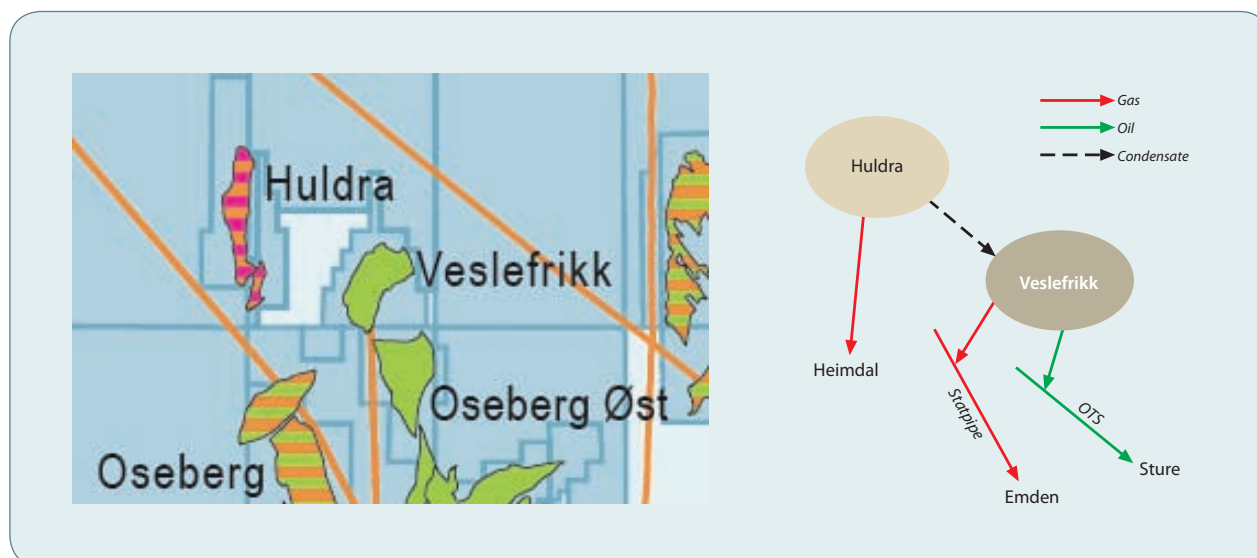 Huldra
Veslefrikk
Oseberg Øst
Oseberg
Gas
Oil
Condensate
Huldra
Veslefrikk
Heimdal
Statpipe
OTS
Sture
Emden